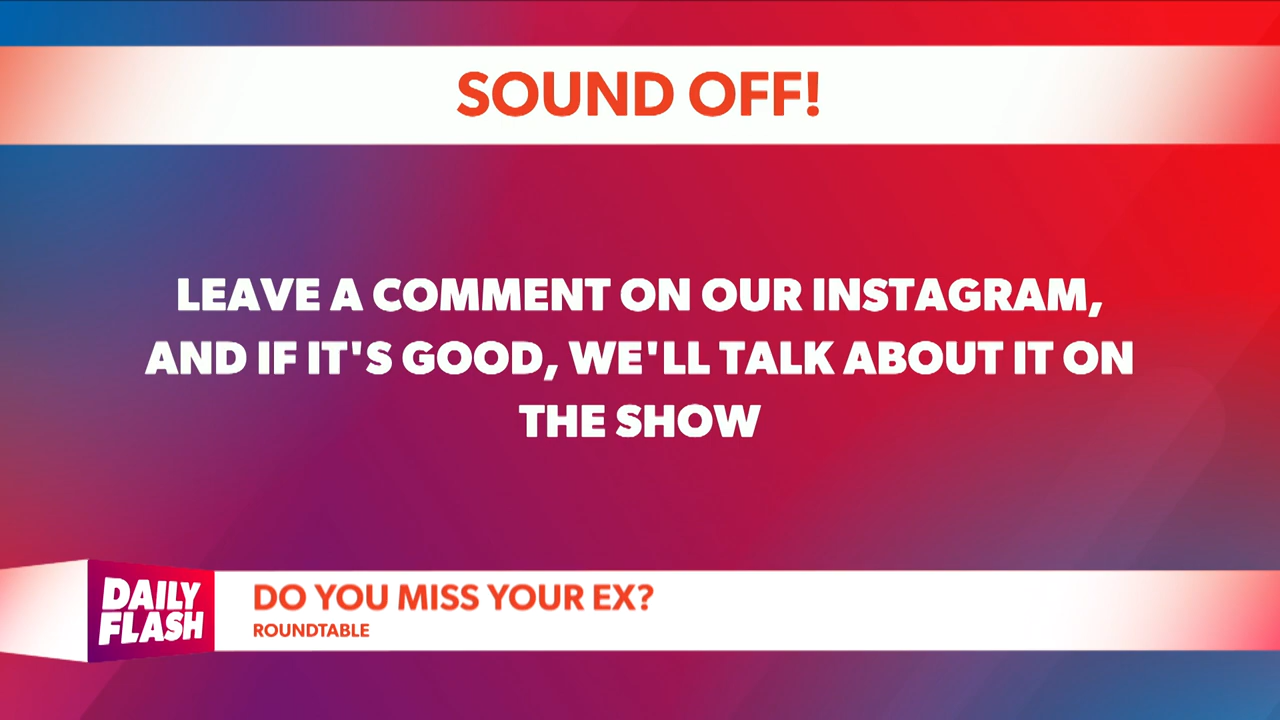 SOUND OFF!
LEAVE A COMMENT ON OUR INSTAGRAM,
AND IF IT'S GOOD, WE'LL TALK ABOUT IT ON
THE SHOW
DAILY
FLASH
DO YOU MISS YOUR EX?
ROUNDTABLE